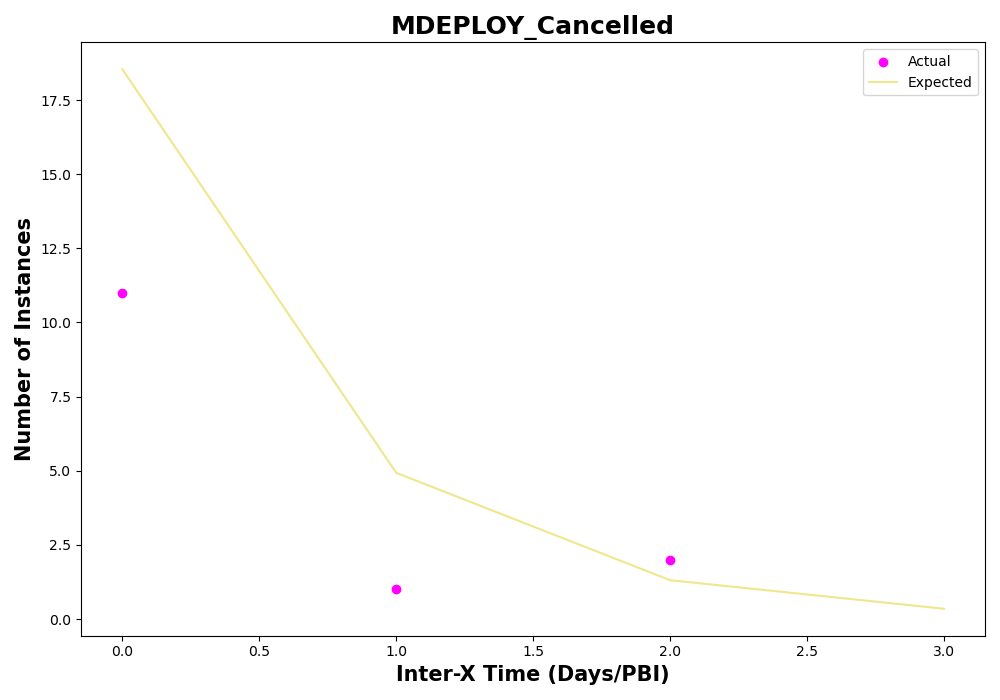 MDEPLOY_Cancelled
Actual
Expected
Number of Instances
17.5
15.0
12.5
10.0
7.5
5.0
2.5
0.0
0.0 0.5 1.0 1.5 2.0 2.5 3.0
Inter-X Time (Days/PBI)